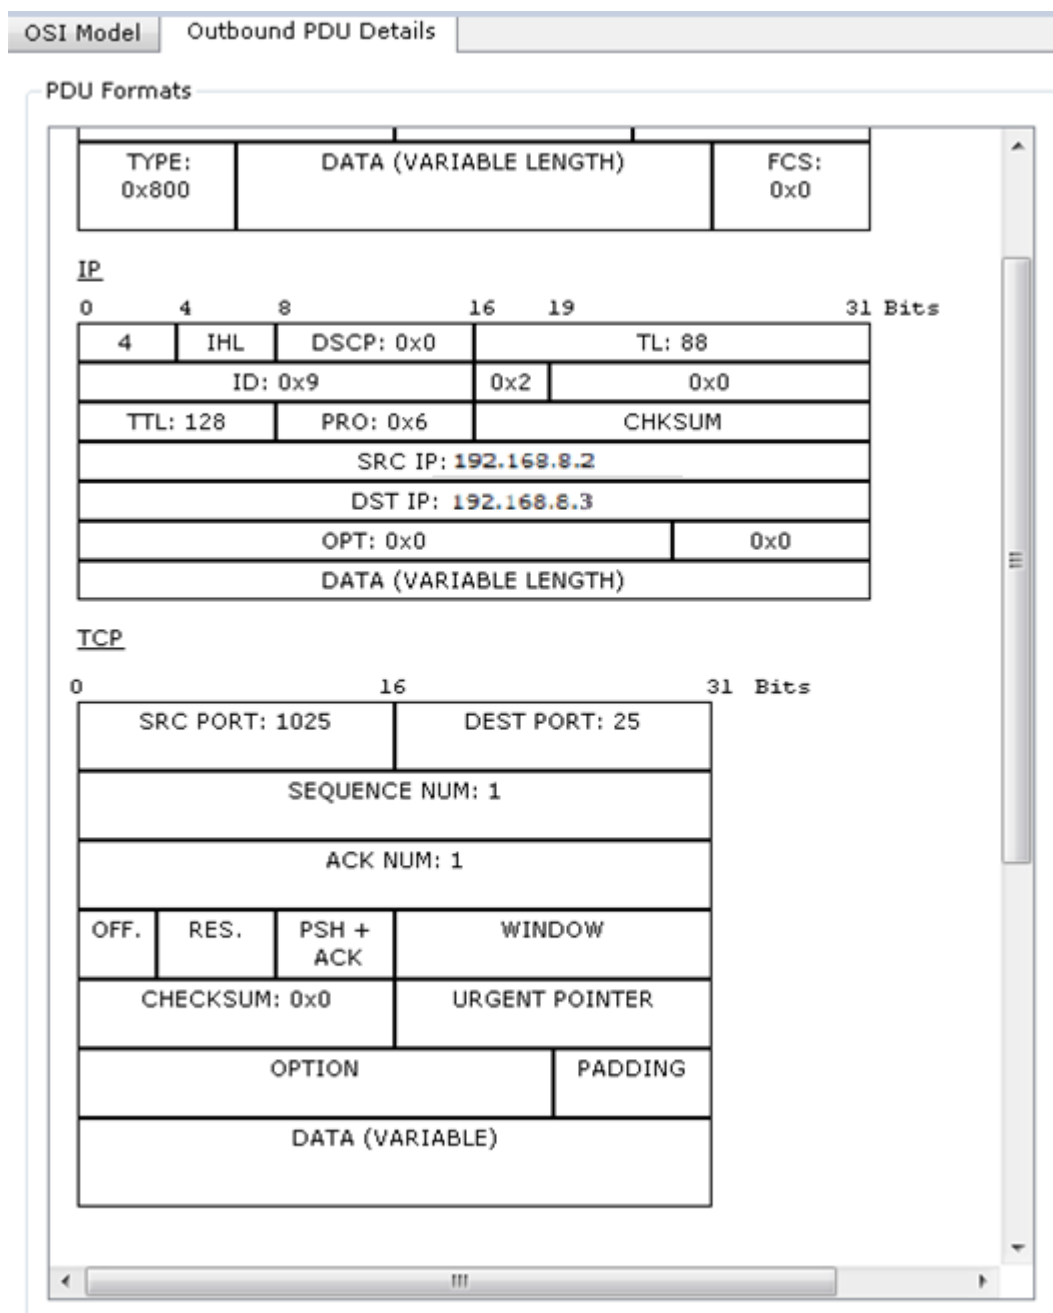 OSI Model Outbound PDU Details
PDU Formats
TYPE: DATA (VARIABLE LENGTH) FCS:
0x800 0x0
IP
0 4 8 16 19 31 Bits
4 IHL DSCP: 0x0 TL: 88
ID: 0x9 0x2 0x0
TTL: 128 PRO: 0x6 CHKSUM
SRC IP: 192.168.8.2
DST IP: 192.168.8.3
OPT: 0x0 0x0
DATA (VARIABLE LENGTH)
TCP
0 16 31 Bits
SRC PORT: 1025 DEST PORT: 25
SEQUENCE NUM: 1
ACK NUM: 1
OFF. RES. PSH + WINDOW
ACK
CHECKSUM: 0x0 URGENT POINTER
OPTION PADDING
DATA (VARIABLE)